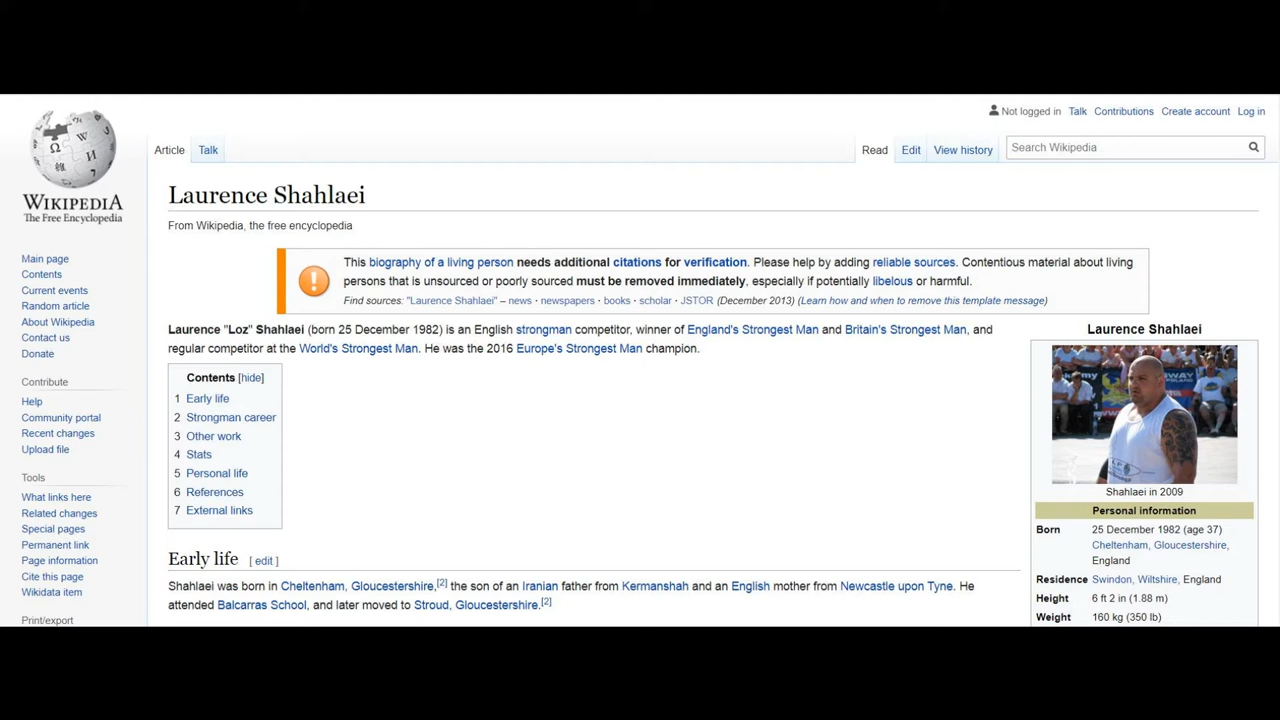 Not logged in Talk Contributions Create account Log in
Article Talk Read Edit View history Search Wikipedia
WIKIPEDIA
The Free Encyclopedia
Main page
Contents
Current events
Random article
About Wikipedia
Contact us
Donate
Contribute
Help
Community portal
Recent changes
Upload file
Tools
What links here
Related changes
Special pages
Permanent link
Page information
Cite this page
Wikidata item
Print/export
Laurence Shahlaei
From Wikipedia, the free encyclopedia
This biography of a living person needs additional citations for verification. Please help by adding reliable sources. Contentious material about living
persons that is unsourced or poorly sourced must be removed immediately, especially if potentially libelous or harmful.
Find sources: "Laurence Shahlaei" – news · newspapers · books · scholar · JSTOR (December 2013) (Learn how and when to remove this template message)
Laurence "Loz" Shahlaei (born 25 December 1982) is an English strongman competitor, winner of England's Strongest Man and Britain's Strongest Man, and
regular competitor at the World's Strongest Man. He was the 2016 Europe's Strongest Man champion.
Contents [hide]
1 Early life
2 Strongman career
3 Other work
4 Stats
5 Personal life
6 References
7 External links
Early life [ edit ]
Shahlaei was born in Cheltenham, Gloucestershire,[2] the son of an Iranian father from Kermanshah and an English mother from Newcastle upon Tyne. He
attended Balcarras School, and later moved to Stroud, Gloucestershire.[2]
Laurence Shahlaei
Shahlaei in 2009
Personal information
Born 25 December 1982 (age 37)
Cheltenham, Gloucestershire,
England
Residence Swindon, Wiltshire, England
Height 6 ft 2 in (1.88 m)
Weight 160 kg (350 lb)